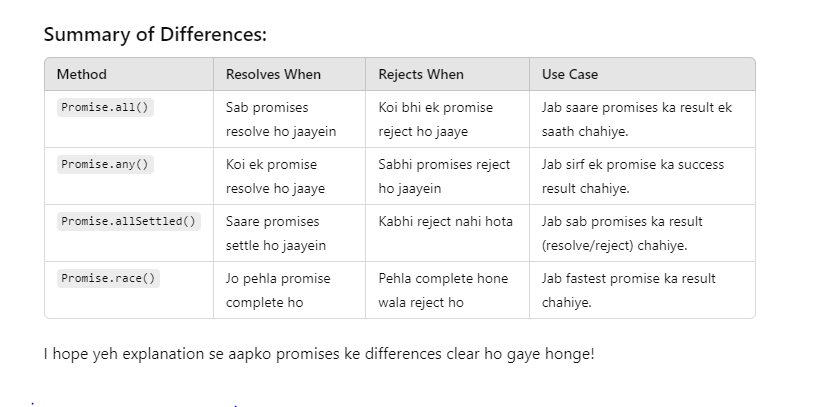 Summary of Differences:
Method Resolves When Rejects When Use Case
Promise.all() Sab promises Koi bhi ek promise Jab saare promises ka result ek
resolve ho jaayein reject ho jaaye saath chahiye.
Promise.any() Koi ek promise Sabhi promises reject Jab sirf ek promise ka success
resolve ho jaaye ho jaayein result chahiye.
Promise.allSettled() Saare promises Kabhi reject nahi hota Jab sab promises ka result
settle ho jaayein (resolve/reject) chahiye.
Promise.race() Jo pehla promise Pehla complete hone Jab fastest promise ka result
complete ho wala reject ho chahiye.
I hope yeh explanation se aapko promises ke differences clear ho gaye honge!